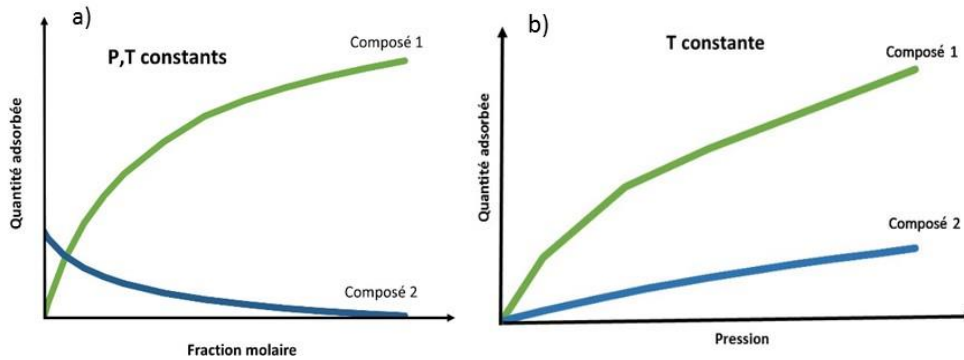 a)
P,T constants
Composé 1
Quantité adsorbée
Composé 2
Fraction molaire
b)
T constante
Composé 1
Quantité adsorbée
Composé 2
Pression